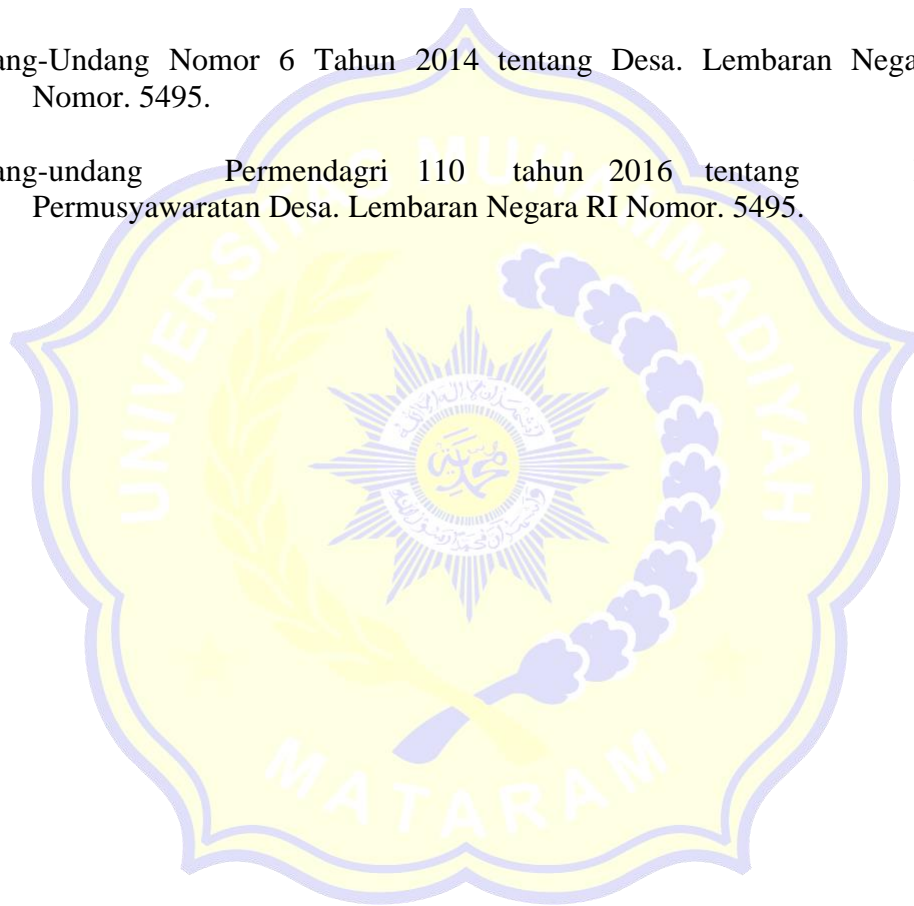 ang-Undang Nomor 6 Tahun 2014 tentang Desa. Lembaran Nega
Nomor. 5495.
ang-undang Permendagri 110 tahun 2016 tentang
Permusyawaratan Desa. Lembaran Negara RI Nomor. 5495.
UNIVERSITAS MUHAMMADIYAH
MATARAM